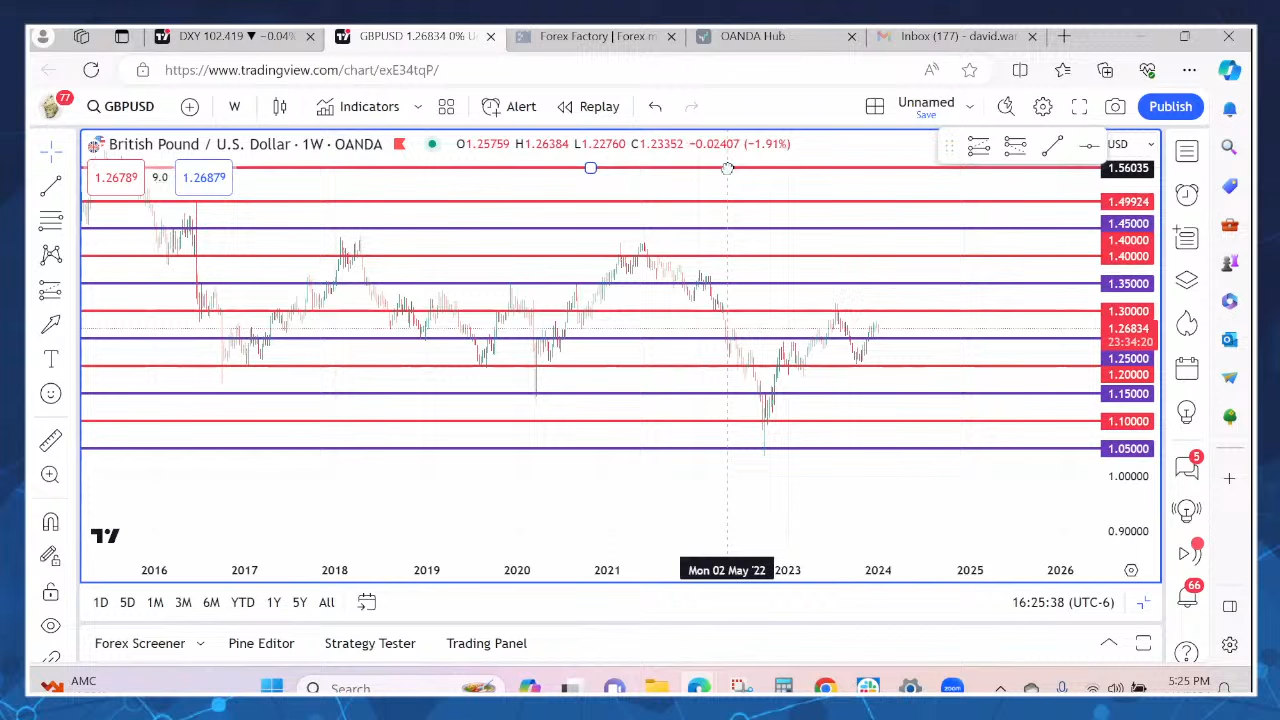 DXY 102.419 ▼ −0.04%
GBPUSD 1.26834 0% U
Forex Factory | Forex m
OANDA Hub
Inbox (177) - david.war
https://www.tradingview.com/chart/exE34tqP/
77
GBPUSD
W
Indicators
Alert
Replay
Unnamed
Save
Publish
British Pound / U.S. Dollar · 1W · OANDA
O1.25759 H1.26384 L1.22760 C1.23352 −0.02407 (−1.91%)
USD
1.26789
9.0
1.26879
1.56035
1.49924
1.45000
1.40000
1.40000
1.35000
1.30000
1.26834
23:34:20
1.25000
1.20000
1.15000
1.10000
1.05000
1.00000
0.90000
5
66
2016
2017
2018
2019
2020
2021
Mon 02 May '22
2023
2024
2025
2026
1D
5D
1M
3M
6M
YTD
1Y
5Y
All
16:25:38 (UTC-6)
Forex Screener
Pine Editor
Strategy Tester
Trading Panel
AMC
Search
zoom
5:25 PM